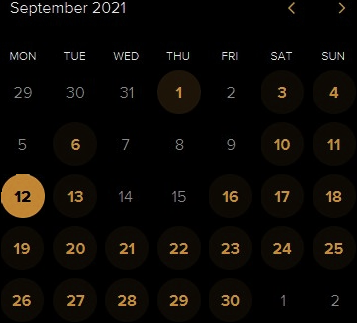 September 2021 < >
MON TUE WED THU FRI SAT SUN
29 30 31 1 2 3 4
5 6 7 8 9 10 11
12 13 14 15 16 17 18
19 20 21 22 23 24 25
26 27 28 29 30 1 2